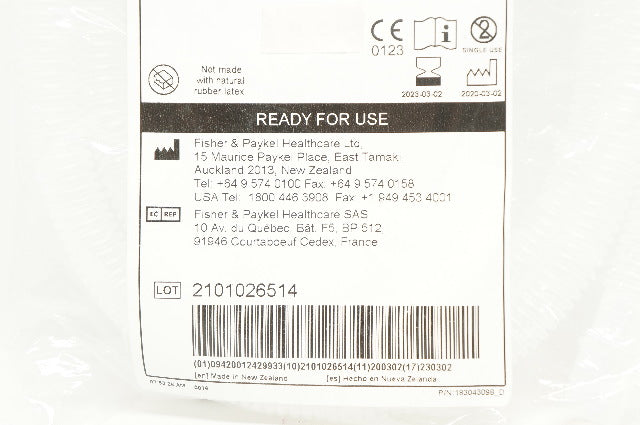 CE
0123
SINGLE USE
2023-03-02
2020-03-02
Not made
with natural
rubber latex
READY FOR USE
Fisher & Paykel Healthcare Ltd,
15 Maurice Paykel Place, East Tamaki
Auckland 2013, New Zealand
Tel: +64 9 574 0100 Fax: +64 9 574 0158
USA Tel: 1800 446 3908 Fax: +1 949 453 4001
EC REP
Fisher & Paykel Healthcare SAS
10 Av. du Québec, Bât. F5, BP 512
91946 Courtaboeuf Cedex, France
LOT 2101026514
(01)09420012429933(10)2101026514(11)200302(17)230302
[en] Made in New Zealand [es] Hecho en Nueva Zelanda
P/N:183043098_D